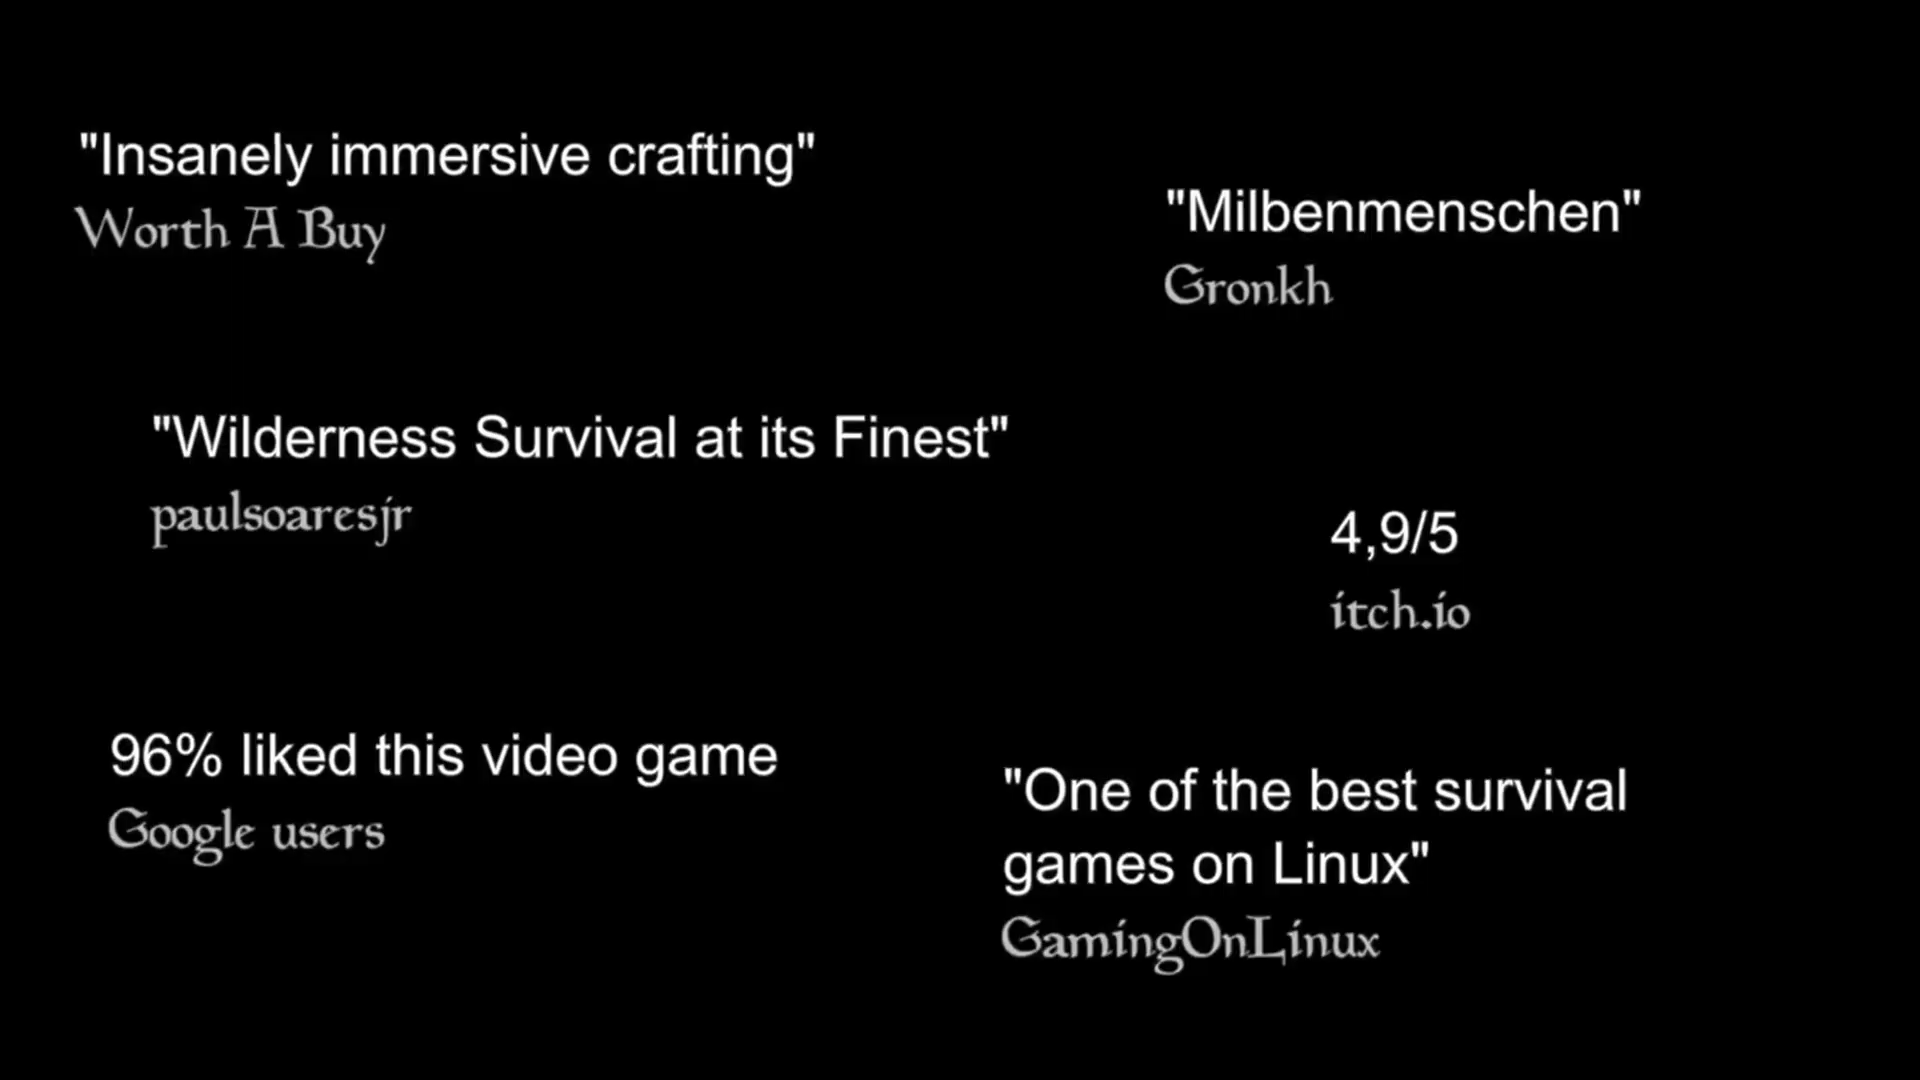 "Insanely immersive crafting"
Worth A Buy
"Milbenmenschen"
Gronkh
"Wilderness Survival at its Finest"
paulsoaresjr
4,9/5
itch.io
96% liked this video game
Google users
"One of the best survival
games on Linux"
GamingOnLinux